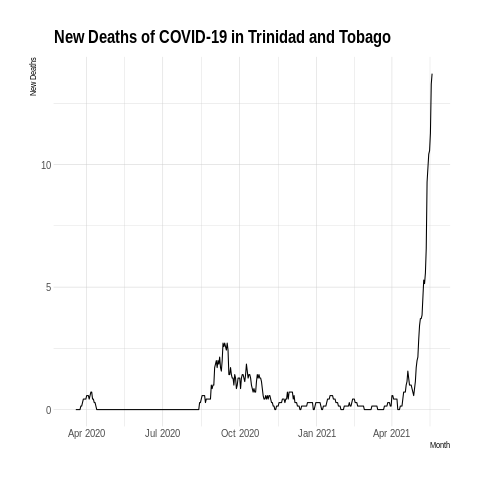 New Deaths of COVID-19 in Trinidad and Tobago
New Deaths
10
5
0
Apr 2020 Jul 2020 Oct 2020 Jan 2021 Apr 2021
Month